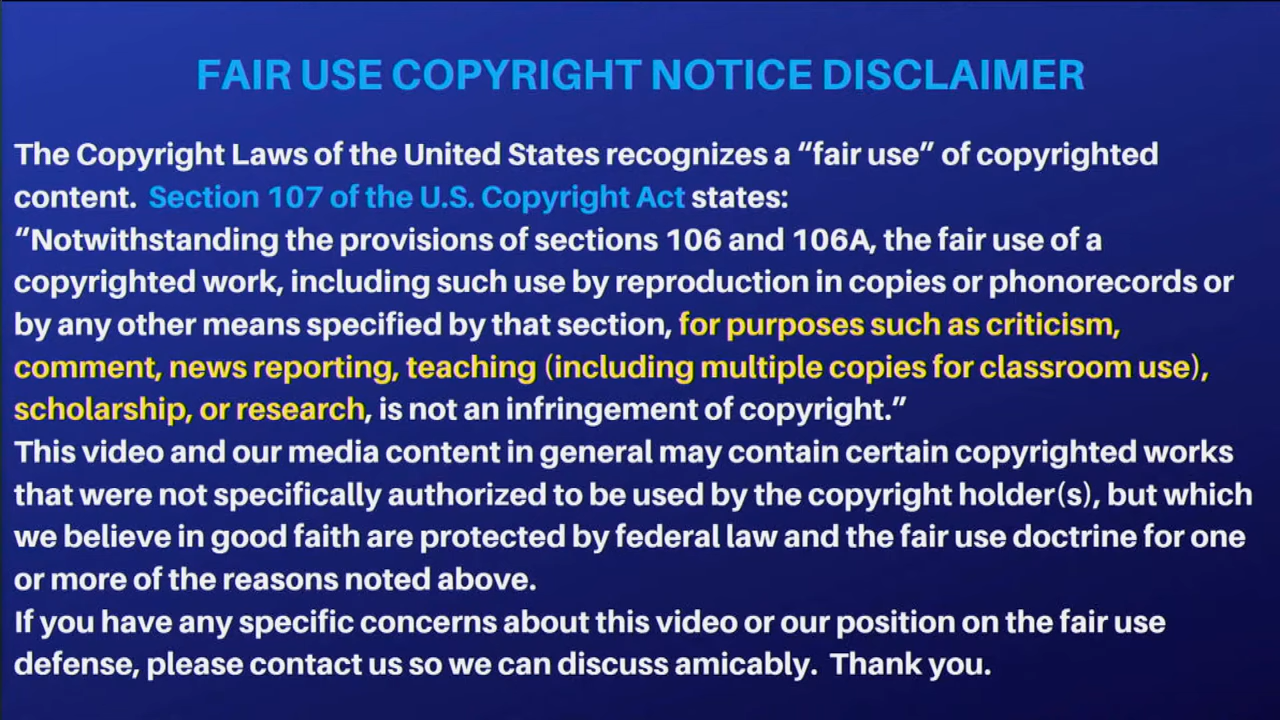 FAIR USE COPYRIGHT NOTICE DISCLAIMER
The Copyright Laws of the United States recognizes a “fair use” of copyrighted
content.  Section 107 of the U.S. Copyright Act states:
“Notwithstanding the provisions of sections 106 and 106A, the fair use of a
copyrighted work, including such use by reproduction in copies or phonorecords or
by any other means specified by that section, for purposes such as criticism,
comment, news reporting, teaching (including multiple copies for classroom use),
scholarship, or research, is not an infringement of copyright.”
This video and our media content in general may contain certain copyrighted works
that were not specifically authorized to be used by the copyright holder(s), but which
we believe in good faith are protected by federal law and the fair use doctrine for one
or more of the reasons noted above.
If you have any specific concerns about this video or our position on the fair use
defense, please contact us so we can discuss amicably.  Thank you.